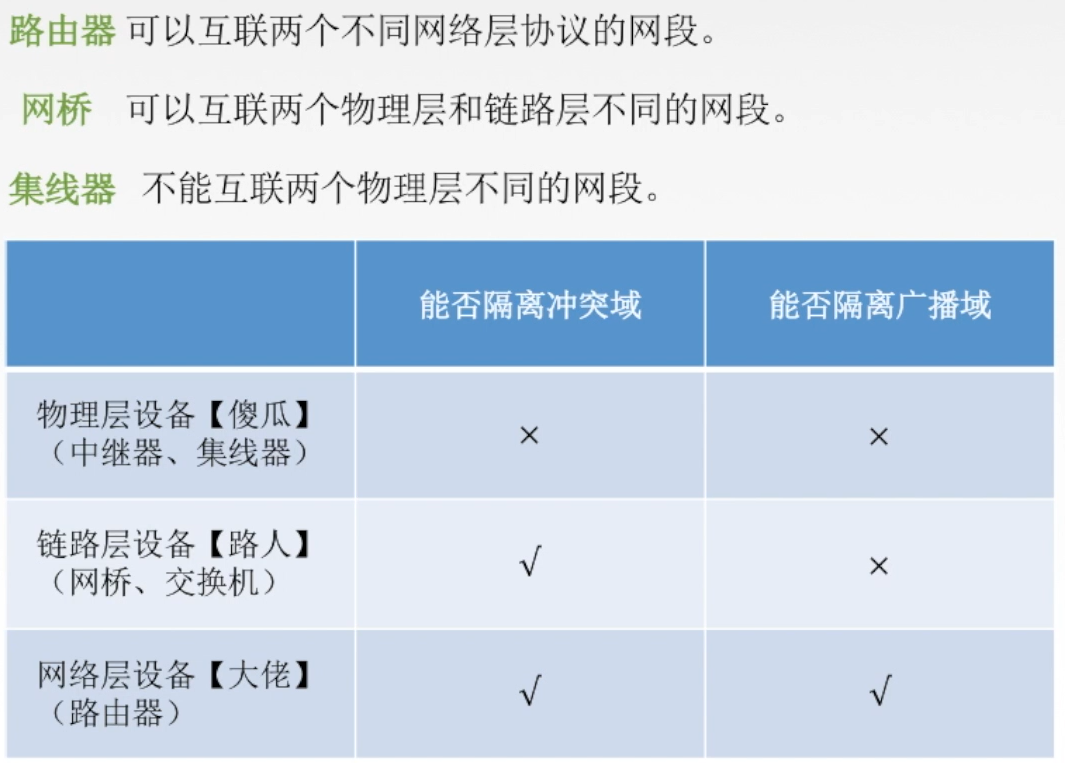 路由器 可以互联两个不同网络层协议的网段。
网桥 可以互联两个物理层和链路层不同的网段。
集线器 不能互联两个物理层不同的网段。
能否隔离冲突域 能否隔离广播域
物理层设备【傻瓜】
（中继器、集线器） × ×
链路层设备【路人】
（网桥、交换机） √ ×
网络层设备【大佬】
（路由器） √ √